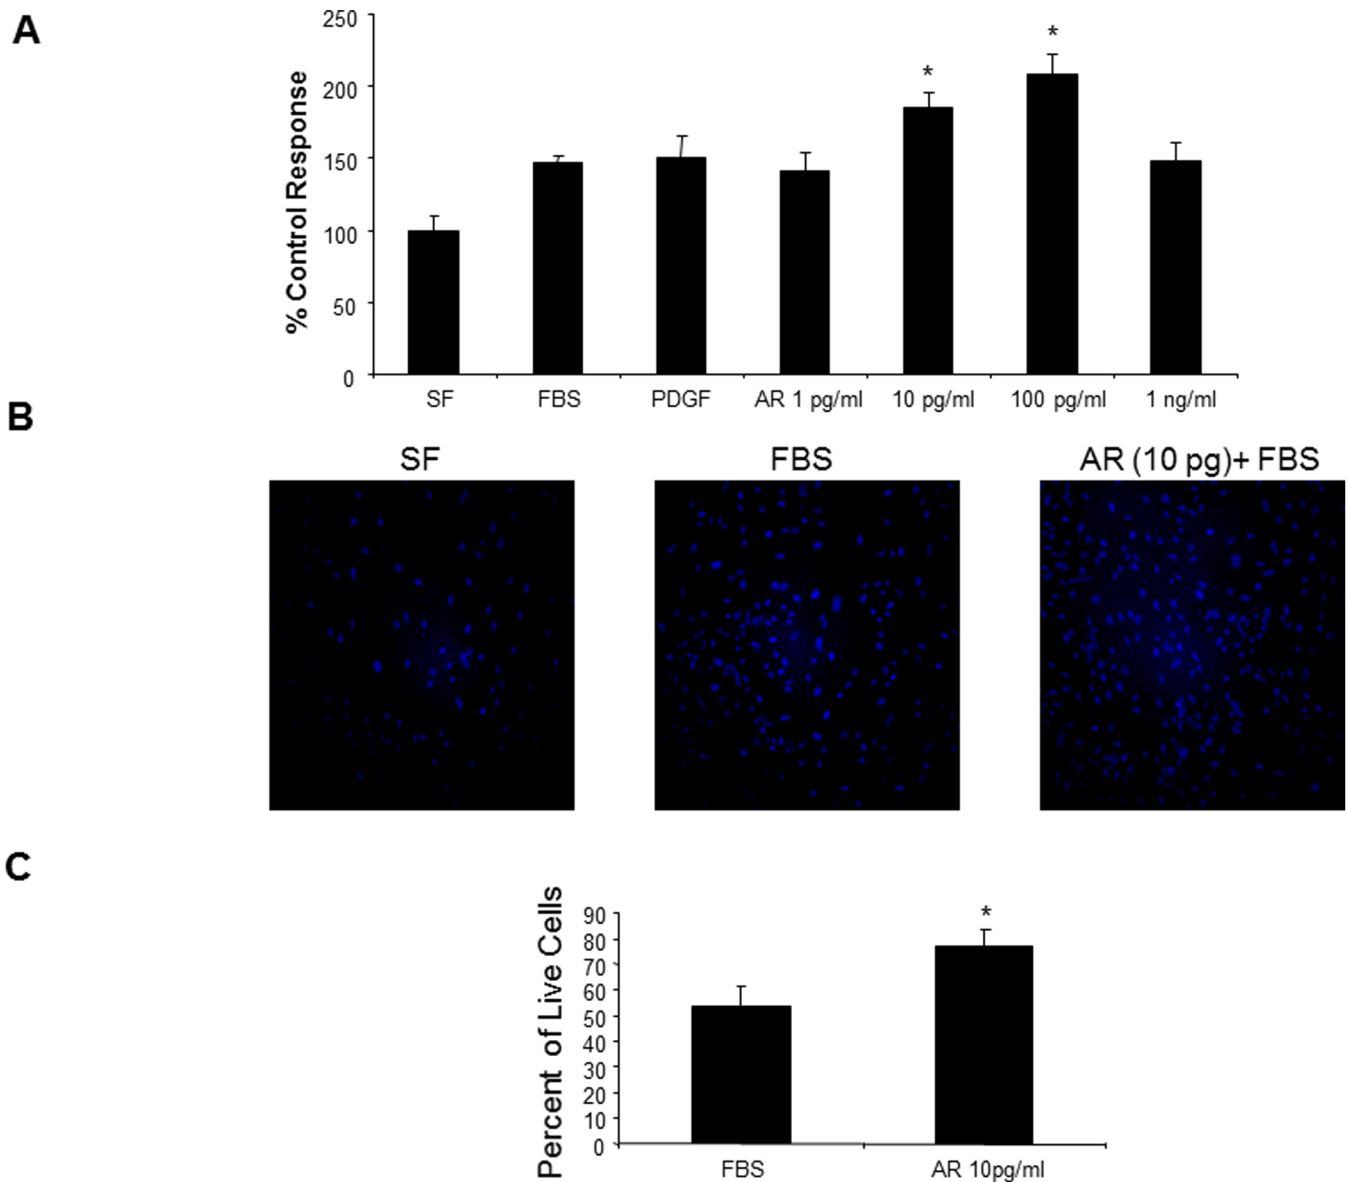 A
% Control Response
250
200
150
100
50
0
*
*
SF FBS PDGF AR 1 pg/ml 10 pg/ml 100 pg/ml 1 ng/ml
B
SF FBS AR (10 pg)+ FBS
C
Percent of Live Cells
90
80
70
60
50
40
30
20
10
0
*
FBS AR 10pg/ml